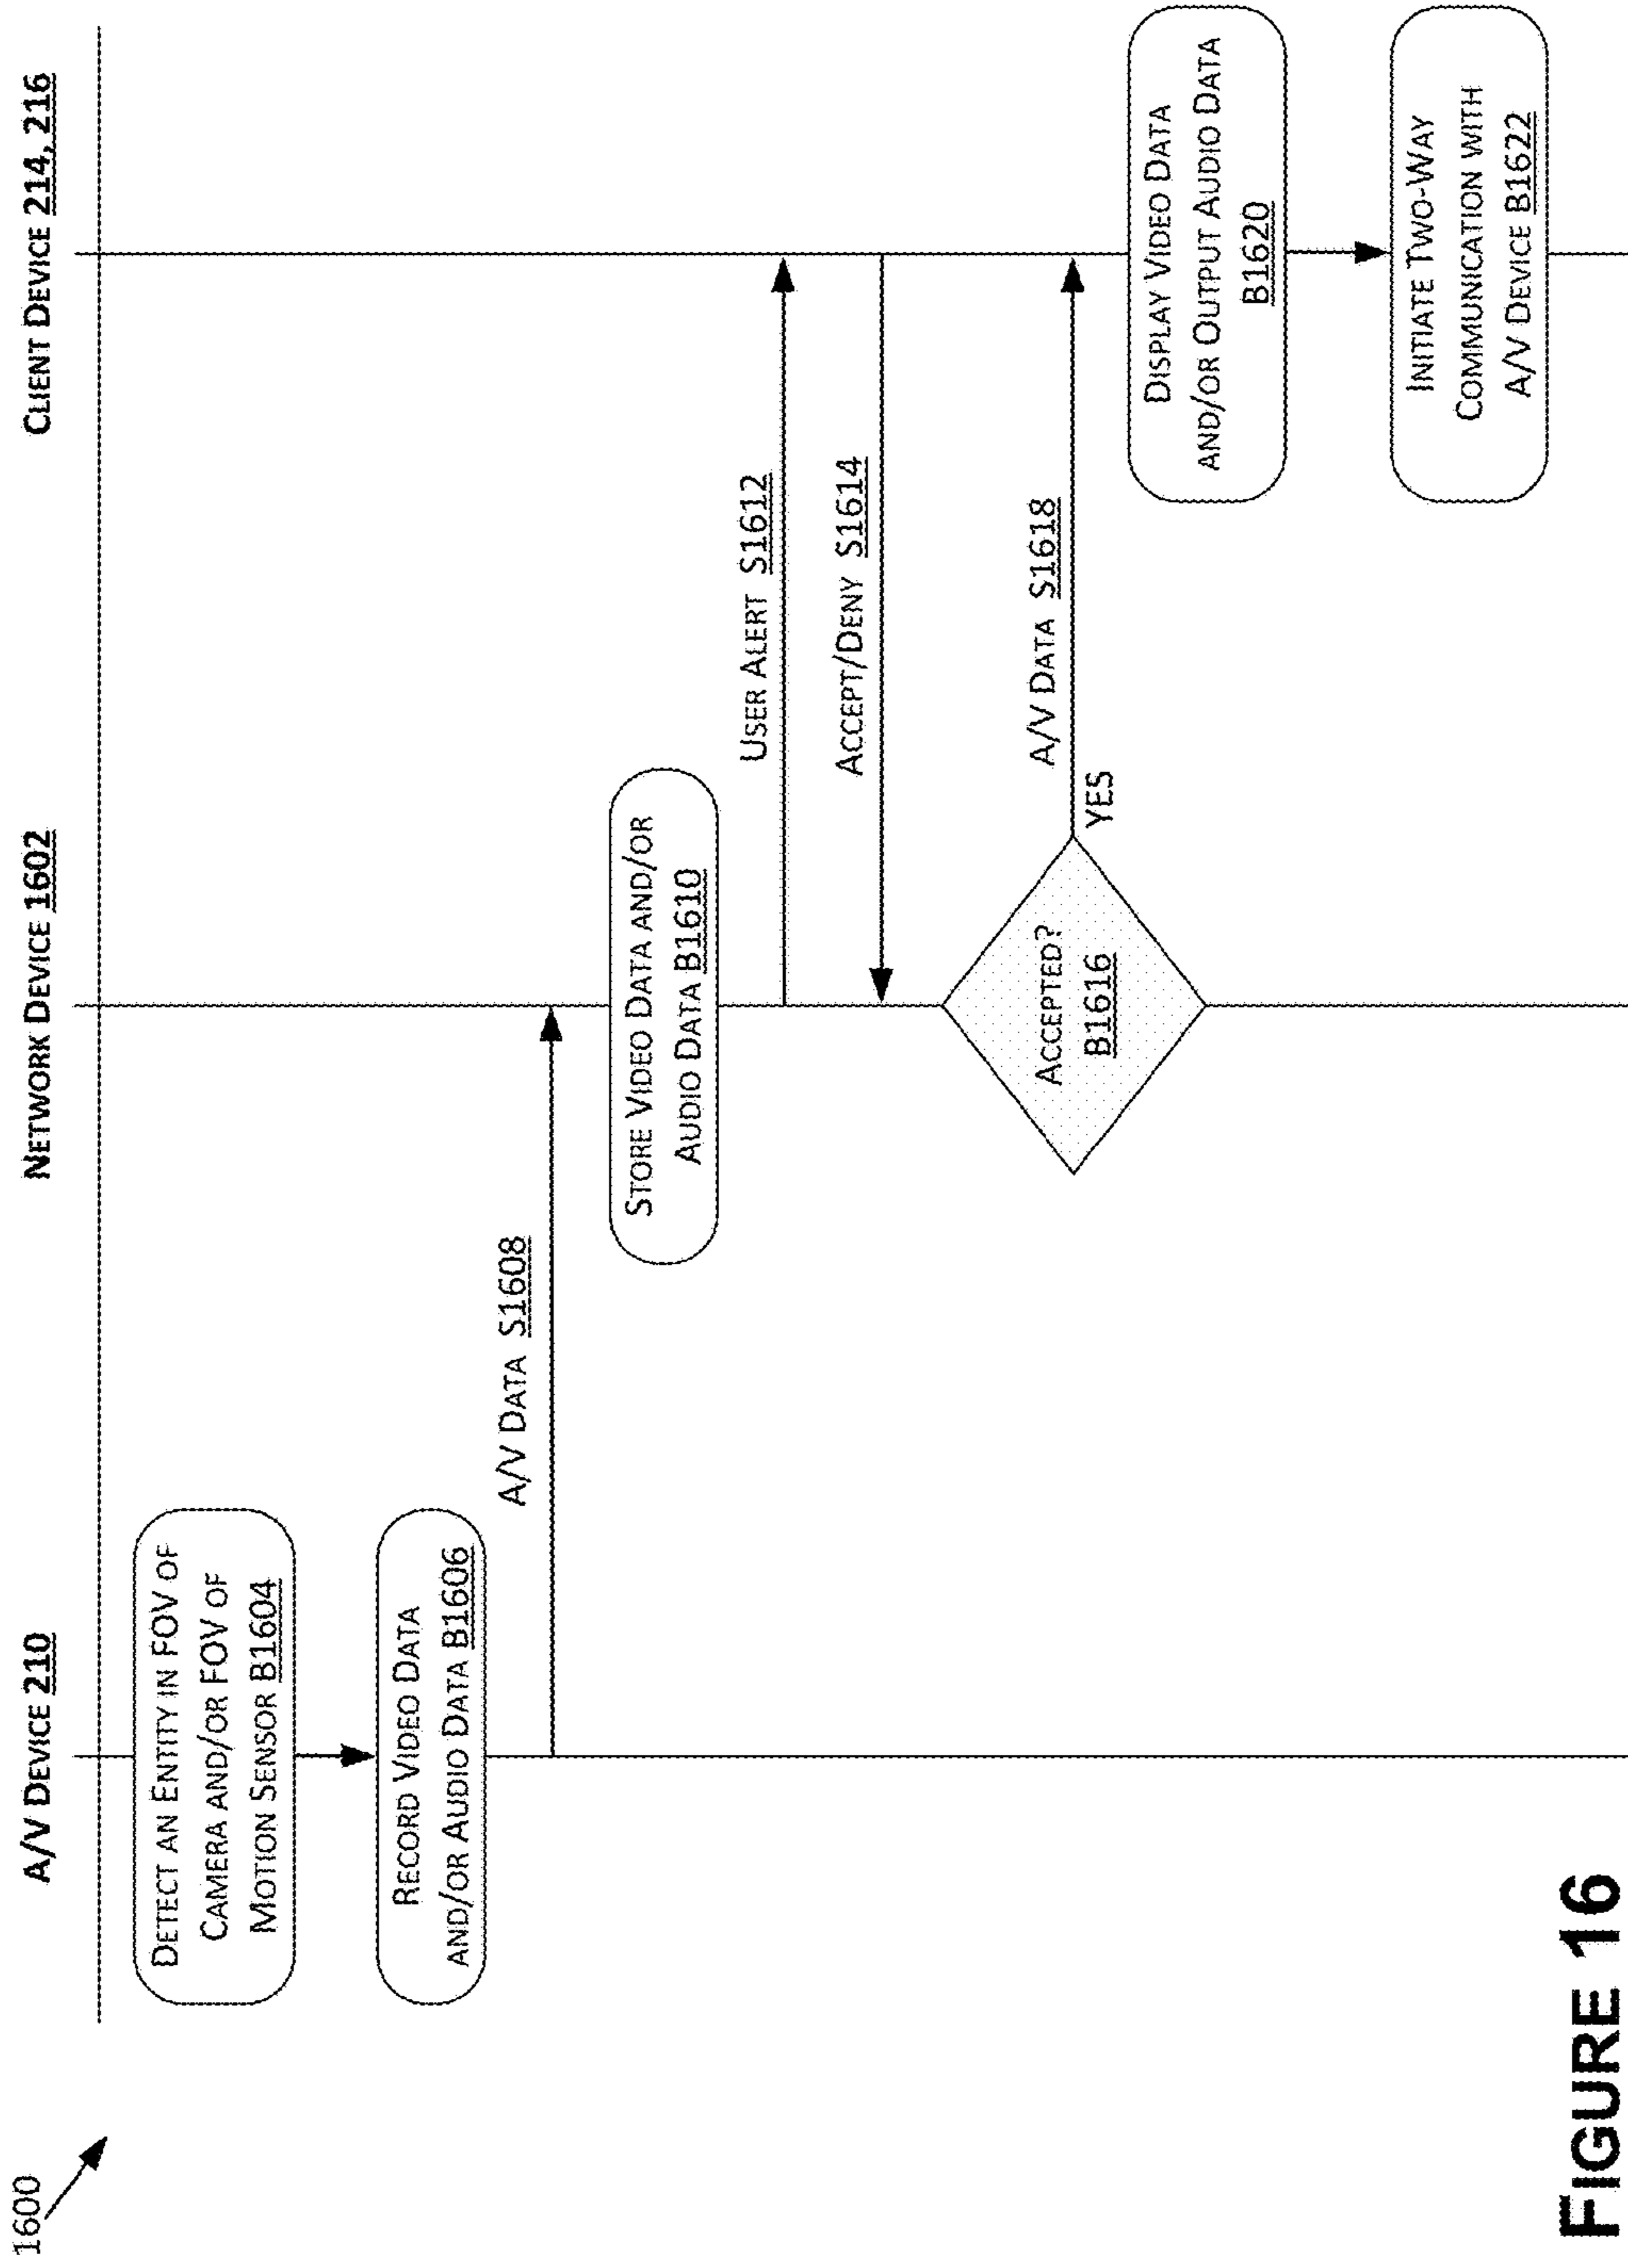 1600
A/V DEVICE 210
NETWORK DEVICE 1602
CLIENT DEVICE 214, 216
DETECT AN ENTITY IN FOV OF
CAMERA AND/OR FOV OF
MOTION SENSOR B1604
RECORD VIDEO DATA
AND/OR AUDIO DATA B1606
A/V DATA S1608
STORE VIDEO DATA AND/OR
AUDIO DATA B1610
USER ALERT S1612
ACCEPT/DENY S1614
ACCEPTED?
B1616
YES
A/V DATA S1618
DISPLAY VIDEO DATA
AND/OR OUTPUT AUDIO DATA
B1620
INITIATE TWO-WAY
COMMUNICATION WITH
A/V DEVICE B1622
FIGURE 16